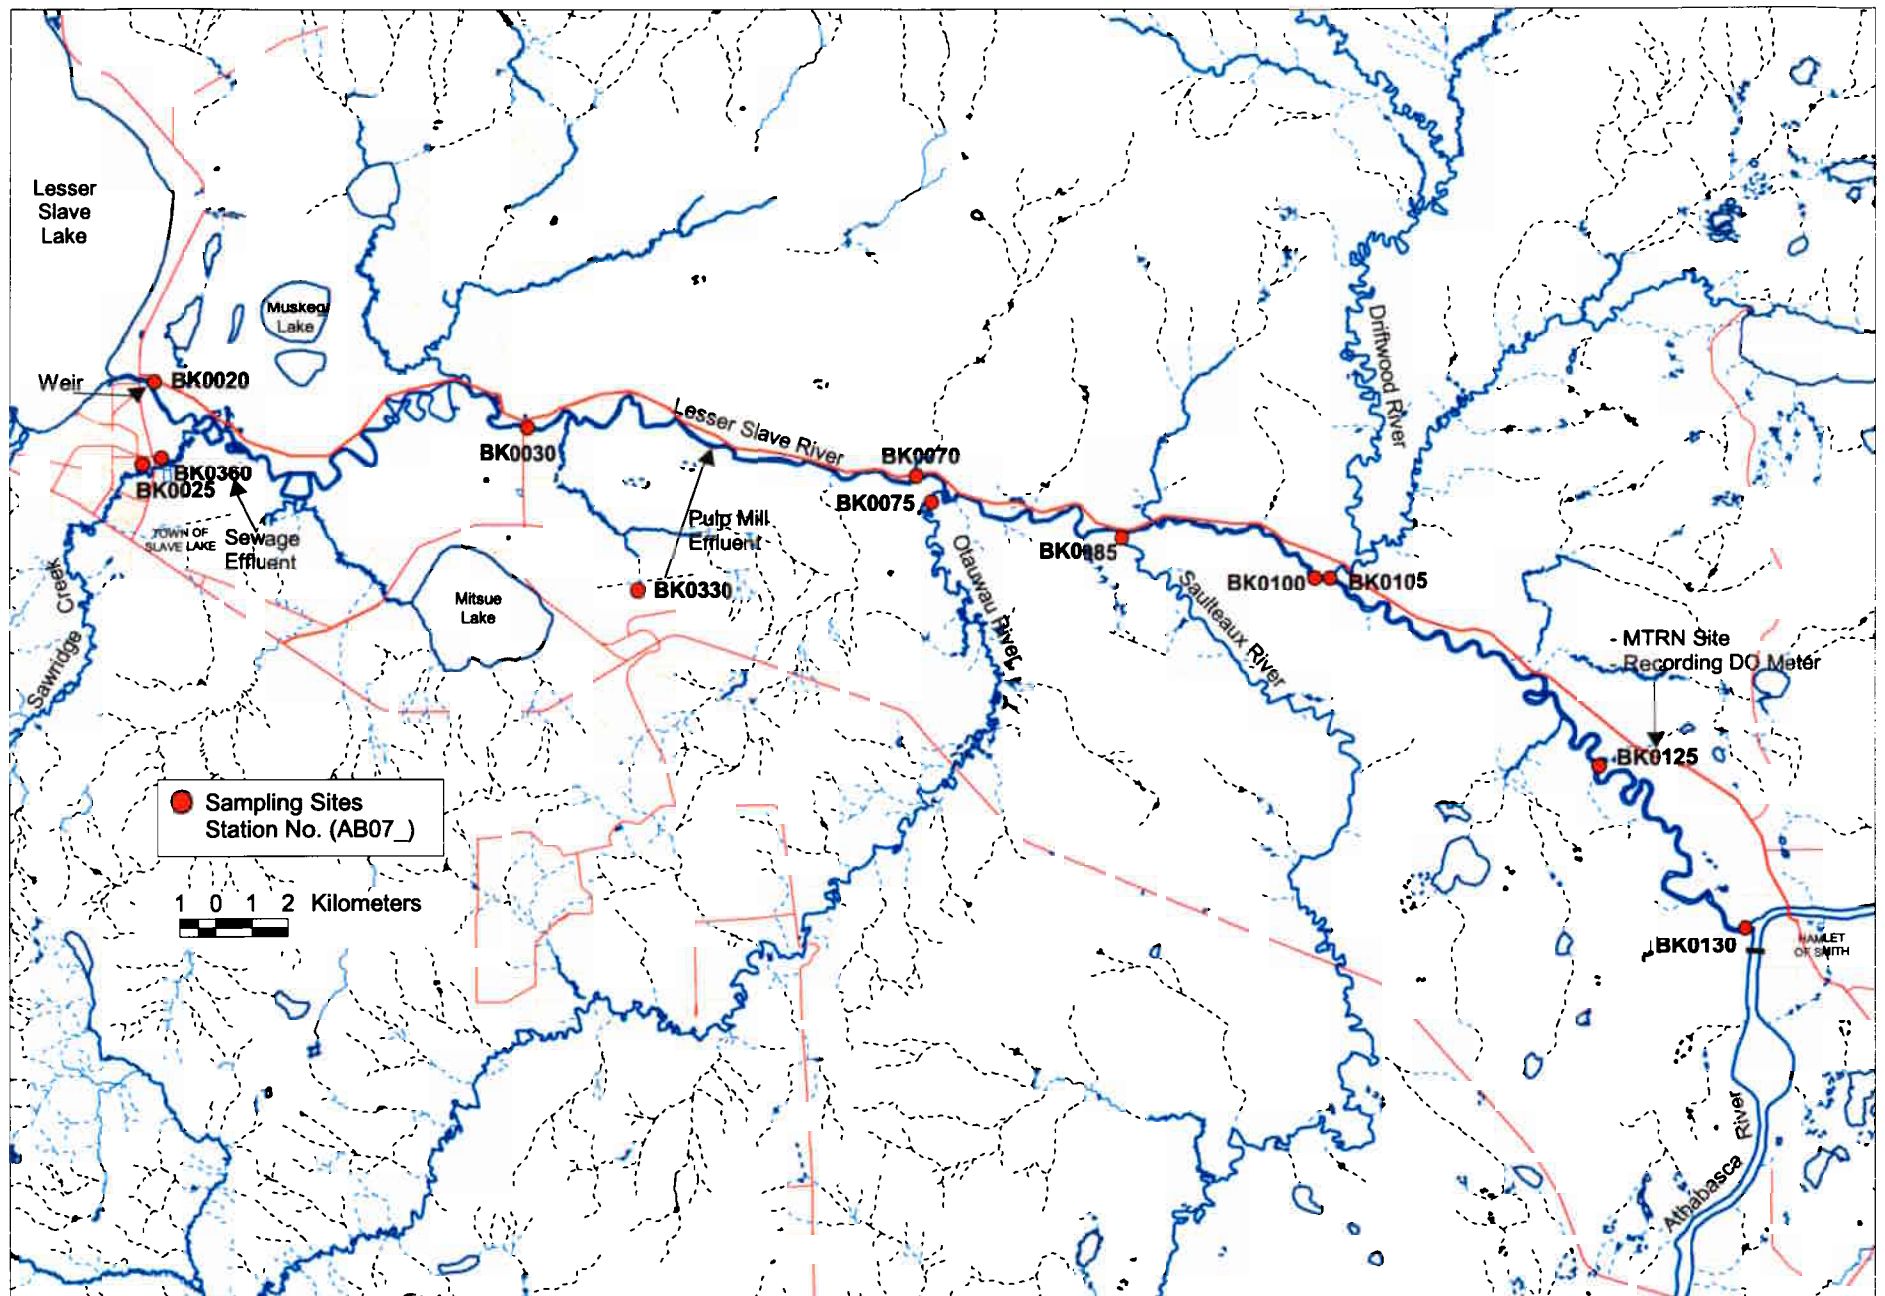 Lesser
Slave
Lake
Muskeg
Lake
Weir
BK0020
BK0360
BK0025
TOWN OF
SLAVE LAKE
Sewage
Effluent
Sawridge Creek
BK0030
Lesser Slave River
Pulp Mill
Effluent
BK0330
Mitsue
Lake
BK0070
BK0075
Otauwau River
BK0085
Saulteaux River
Driftwood River
BK0100
BK0105
- MTRN Site
- Recording DO Meter
BK0125
BK0130
HAMLET
OF SMITH
Athabasca River
Sampling Sites
Station No. (AB07_)
1 0 1 2 Kilometers